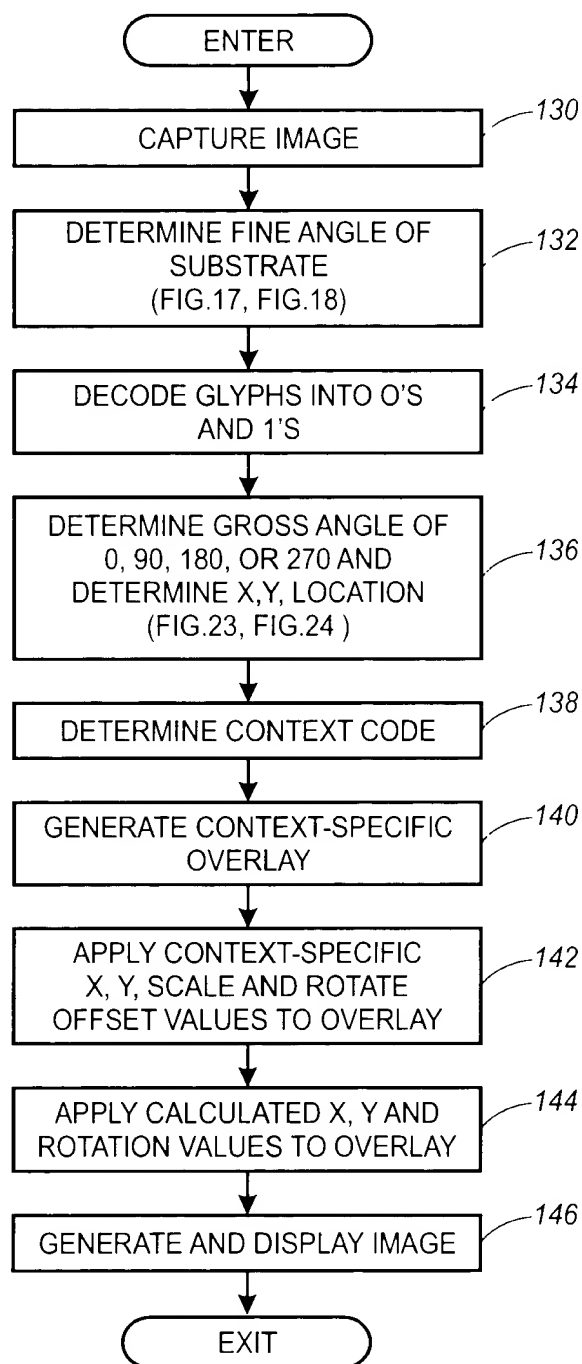 ENTER
CAPTURE IMAGE
130
DETERMINE FINE ANGLE OF
SUBSTRATE
(FIG.17, FIG.18)
132
DECODE GLYPHS INTO 0'S
AND 1'S
134
DETERMINE GROSS ANGLE OF
0, 90, 180, OR 270 AND
DETERMINE X,Y, LOCATION
(FIG.23, FIG.24 )
136
DETERMINE CONTEXT CODE
138
GENERATE CONTEXT-SPECIFIC
OVERLAY
140
APPLY CONTEXT-SPECIFIC
X, Y, SCALE AND ROTATE
OFFSET VALUES TO OVERLAY
142
APPLY CALCULATED X, Y AND
ROTATION VALUES TO OVERLAY
144
GENERATE AND DISPLAY IMAGE
146
EXIT